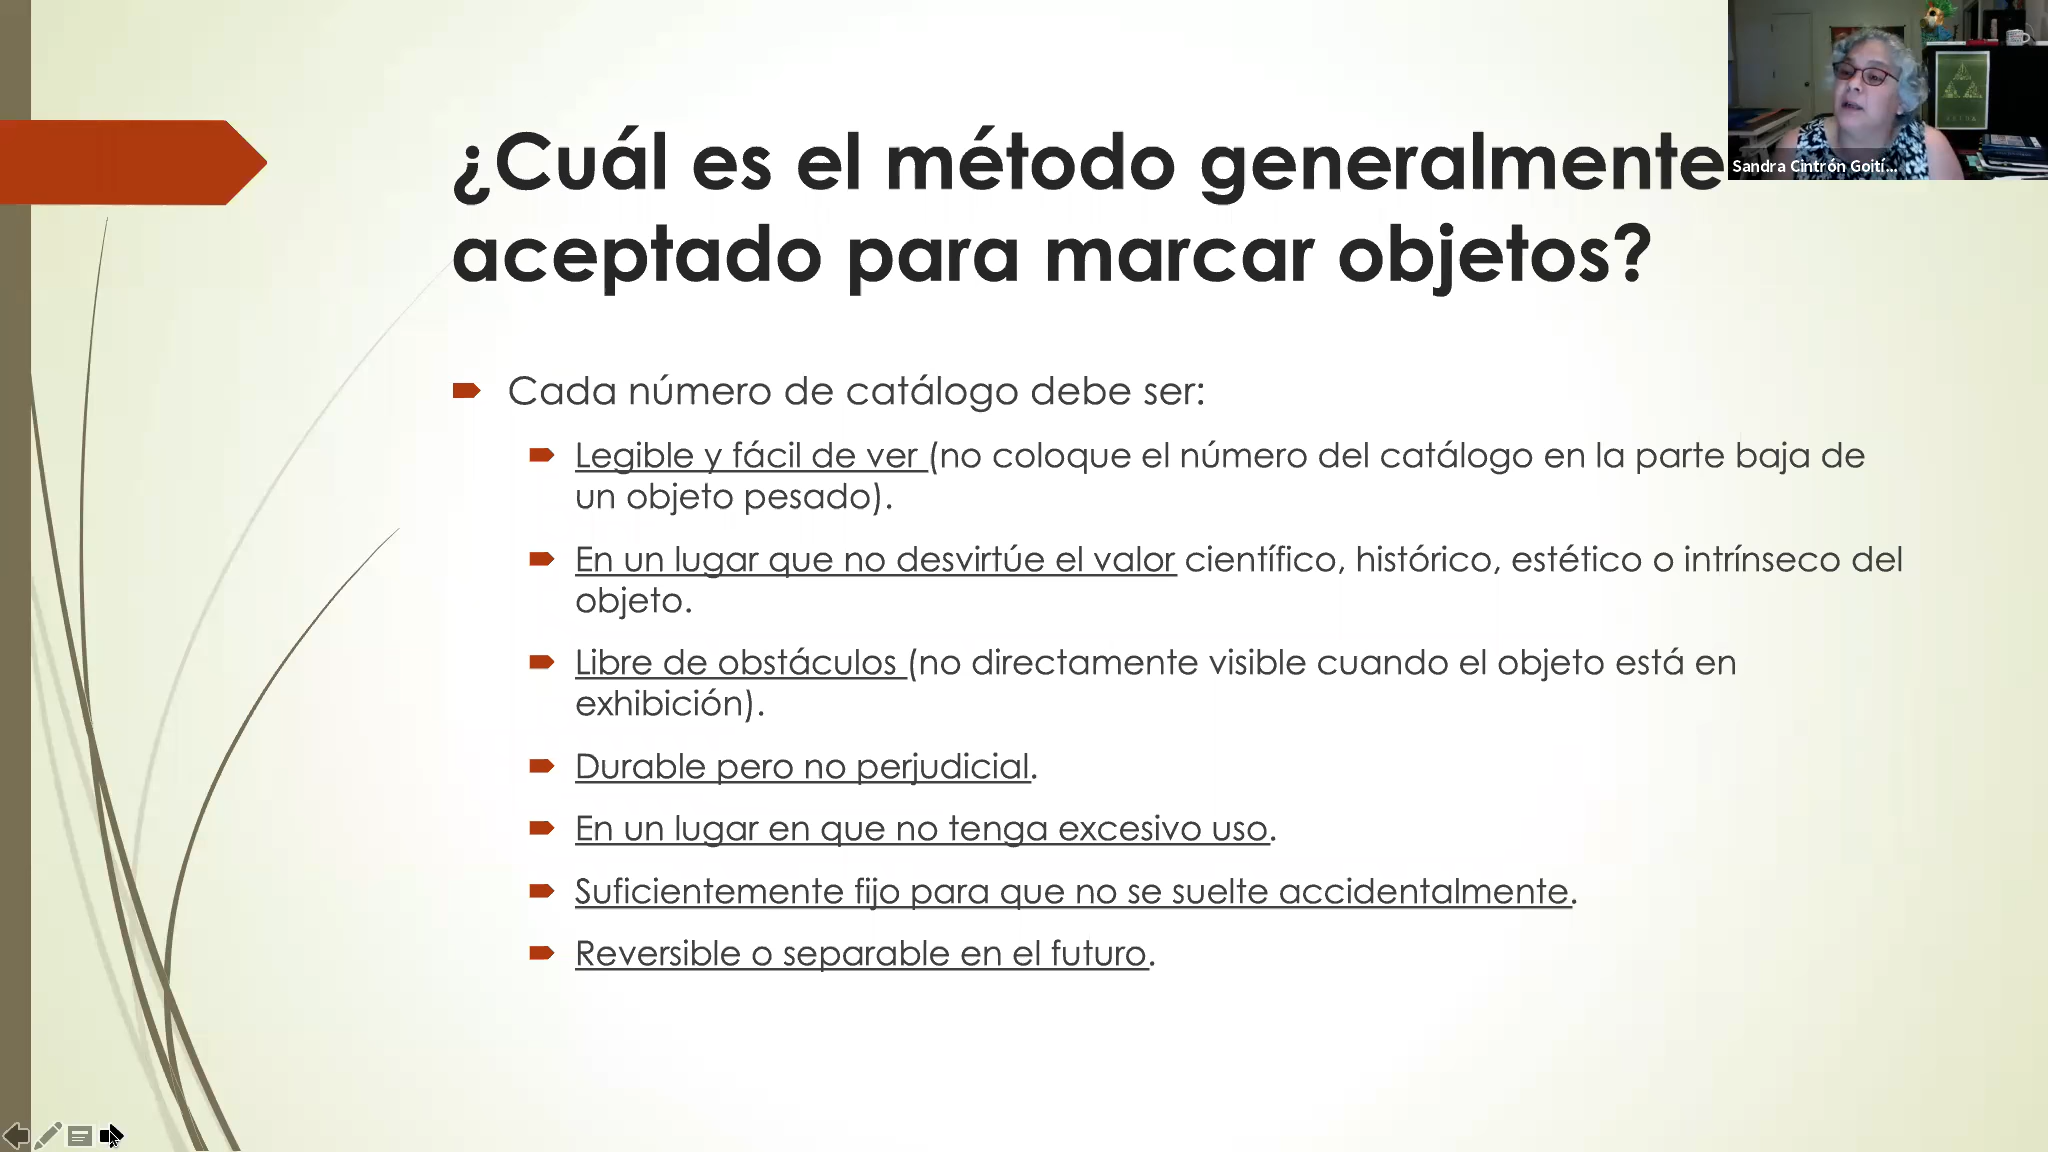 ¿Cuál es el método generalmente
aceptado para marcar objetos?
Sandra Cintrón Goití...
Cada número de catálogo debe ser:
Legible y fácil de ver (no coloque el número del catálogo en la parte baja de
un objeto pesado).
En un lugar que no desvirtúe el valor científico, histórico, estético o intrínseco del
objeto.
Libre de obstáculos (no directamente visible cuando el objeto está en
exhibición).
Durable pero no perjudicial.
En un lugar en que no tenga excesivo uso.
Suficientemente fijo para que no se suelte accidentalmente.
Reversible o separable en el futuro.